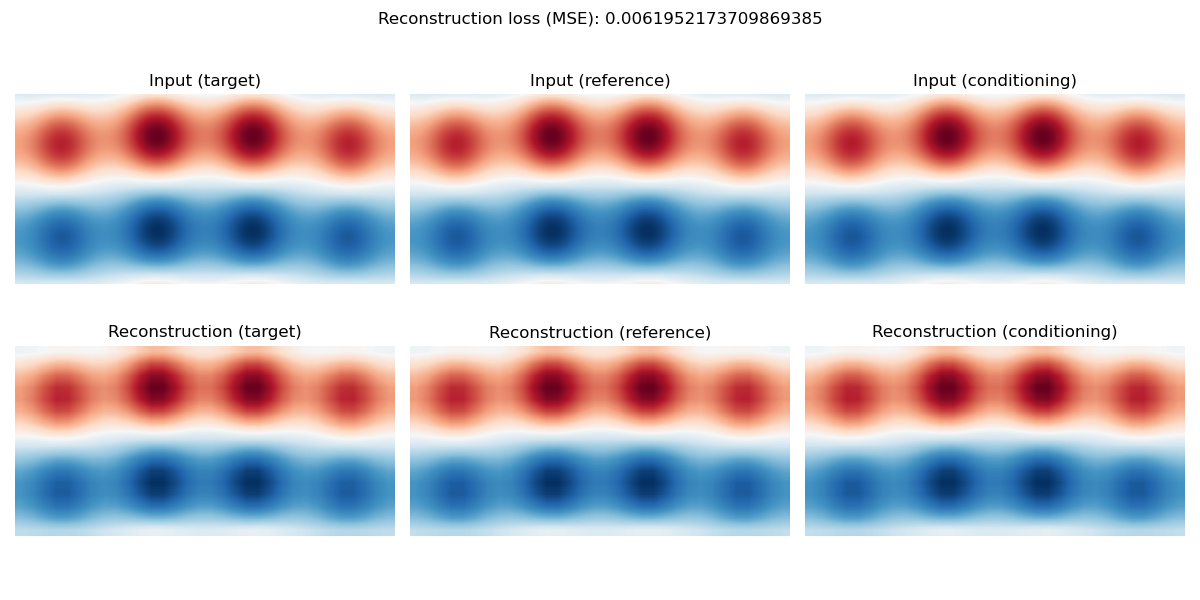 Reconstruction loss (MSE): 0.0061952173709869385
Input (target)
Input (reference)
Input (conditioning)
Reconstruction (target)
Reconstruction (reference)
Reconstruction (conditioning)